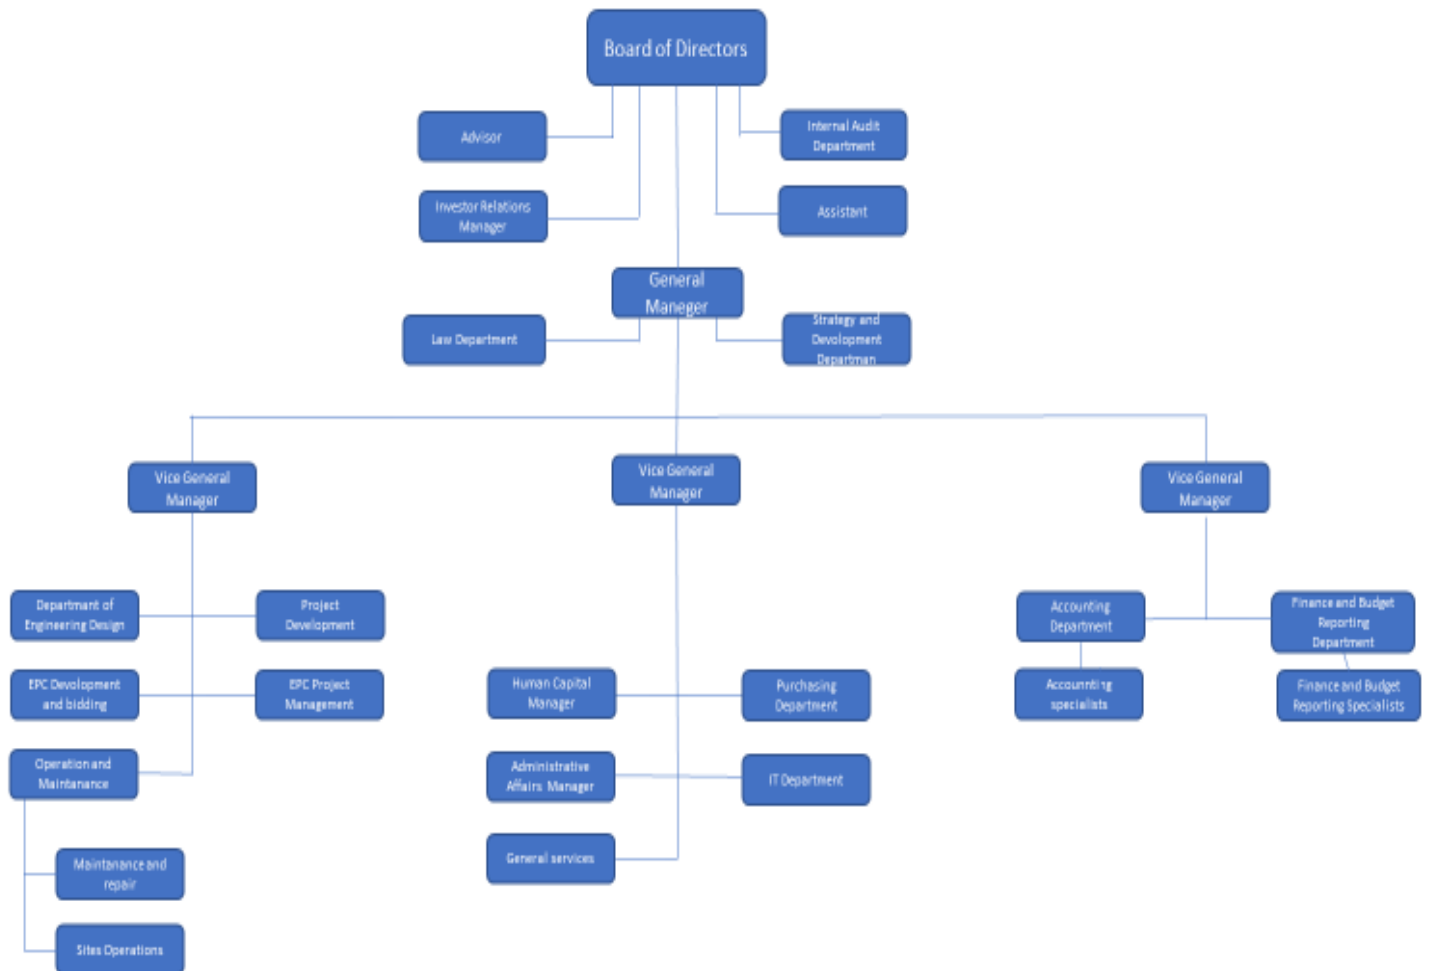 Board of Directors
Advisor
Internal Audit
Department
Investor Relations
Manager
Assistant
General
Maneger
Law Department
Strategy and
Devolopment
Departman
Vice General
Manager
Vice General
Manager
Vice General
Manager
Department of
Engineering Design
Project
Development
EPC Devolopment
and bidding
EPC Project
Management
Operation and
Maintanance
Maintanance and
repair
Sites Operations
Human Capital
Manager
Purchasing
Department
Administrative
Affairs Manager
IT Department
General services
Accounting
Department
Finance and Budget
Reporting
Department
Accounnting
specialists
Finance and Budget
Reporting Specialists